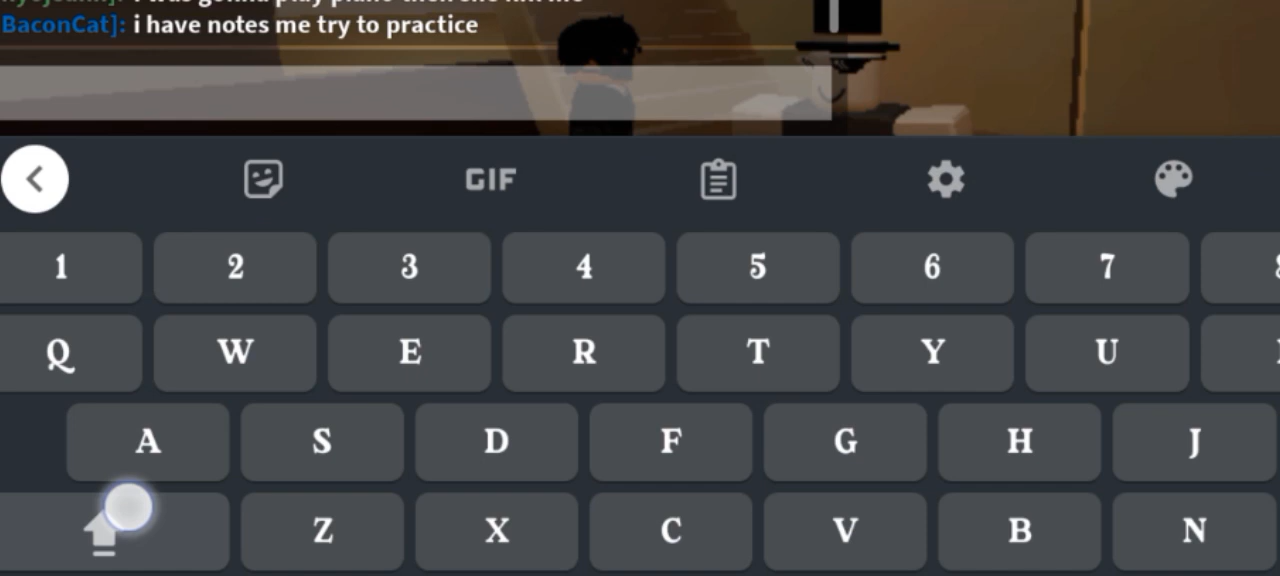 BaconCat]: i have notes me try to practice
GIF
1 2 3 4 5 6 7
Q W E R T Y U
A S D F G H J
Z X C V B N